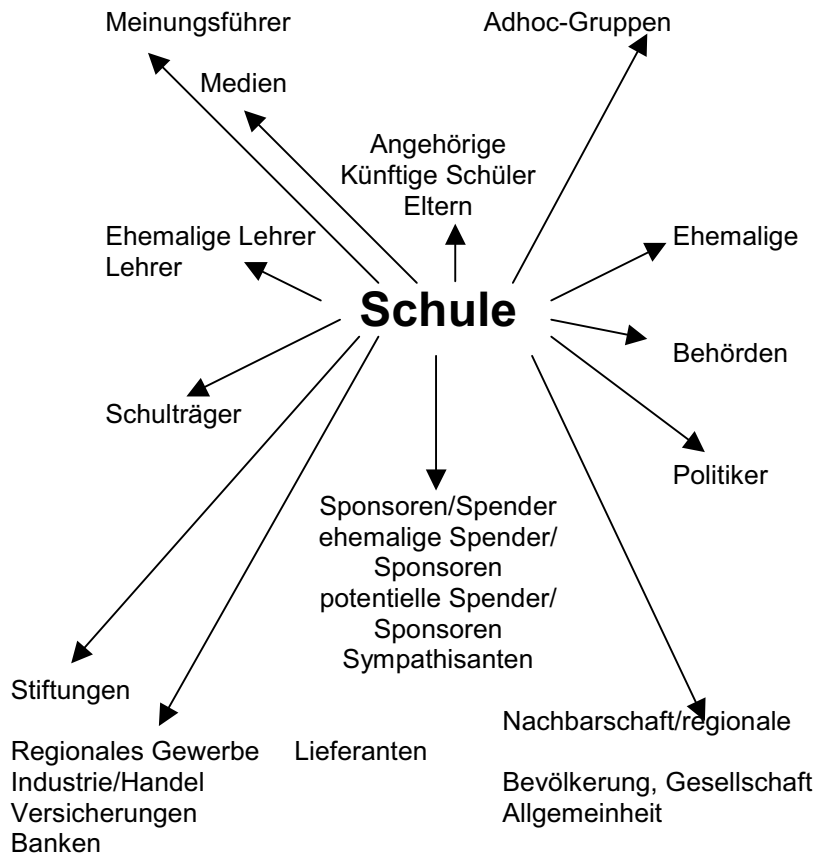 Meinungsführer
Adhoc-Gruppen
Medien
Angehörige
Künftige Schüler
Eltern
Ehemalige Lehrer
Lehrer
Ehemalige
Schule
Behörden
Schulträger
Politiker
Sponsoren/Spender
ehemalige Spender/
Sponsoren
potentielle Spender/
Sponsoren
Sympathisanten
Stiftungen
Nachbarschaft/regionale
Regionales Gewerbe
Industrie/Handel
Versicherungen
Banken
Lieferanten
Bevölkerung, Gesellschaft
Allgemeinheit